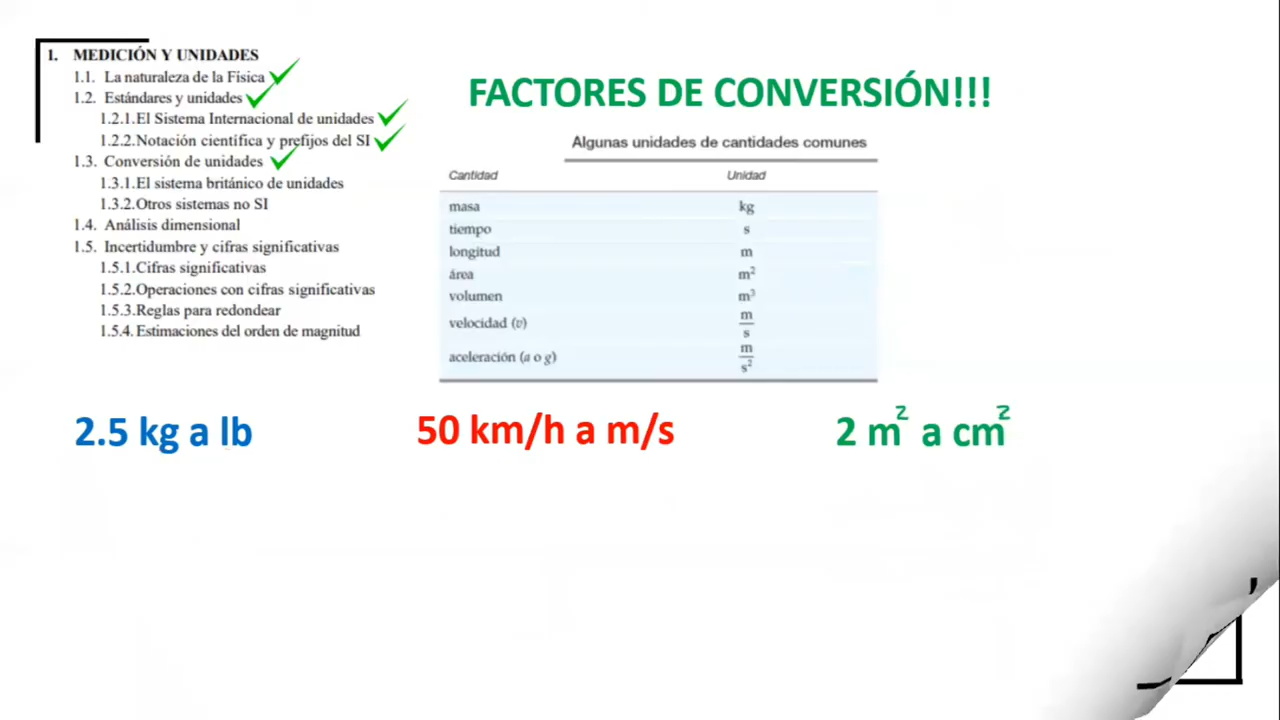 1. MEDICIÓN Y UNIDADES
1.1. La naturaleza de la Física
1.2. Estándares y unidades
1.2.1.El Sistema Internacional de unidades
1.2.2.Notación científica y prefijos del SI
1.3. Conversión de unidades
1.3.1.El sistema británico de unidades
1.3.2.Otros sistemas no SI
1.4. Análisis dimensional
1.5. Incertidumbre y cifras significativas
1.5.1.Cifras significativas
1.5.2.Operaciones con cifras significativas
1.5.3.Reglas para redondear
1.5.4.Estimaciones del orden de magnitud
FACTORES DE CONVERSIÓN!!!
Algunas unidades de cantidades comunes
Cantidad Unidad
masa kg
tiempo s
longitud m
área m²
volumen m³
velocidad (v) m/s
aceleración (a o g) m/s²
2.5 kg a lb
50 km/h a m/s
2 m² a cm²